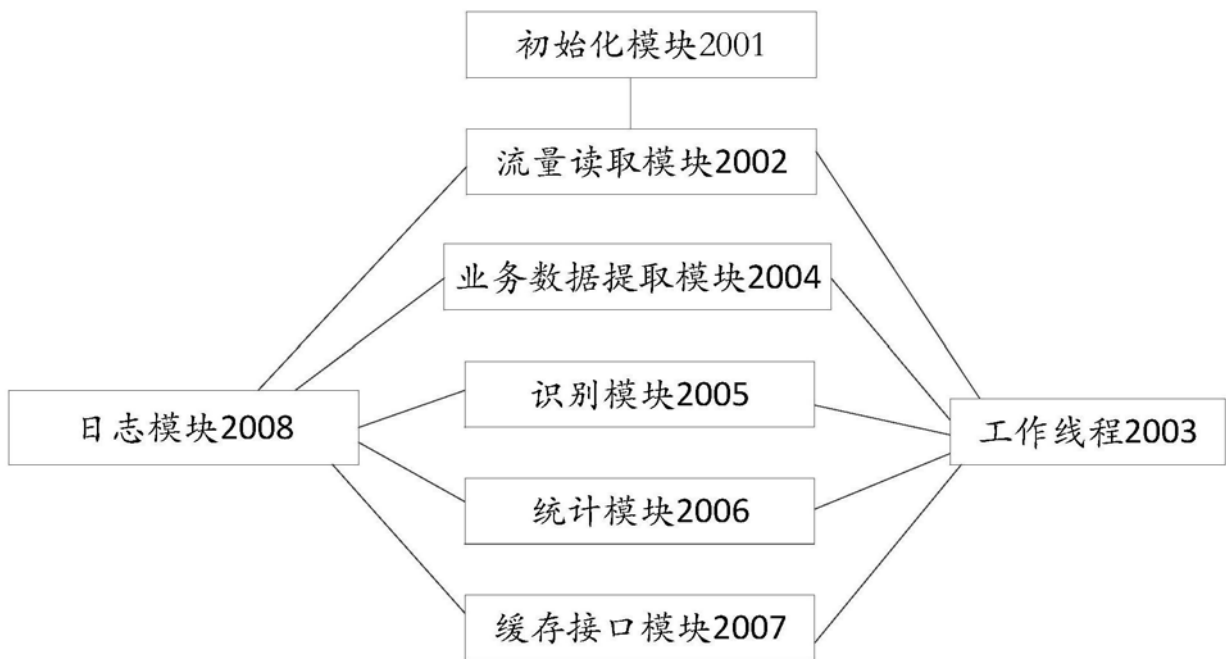 初始化模块2001
流量读取模块2002
业务数据提取模块2004
识别模块2005
日志模块2008
工作线程2003
统计模块2006
缓存接口模块2007